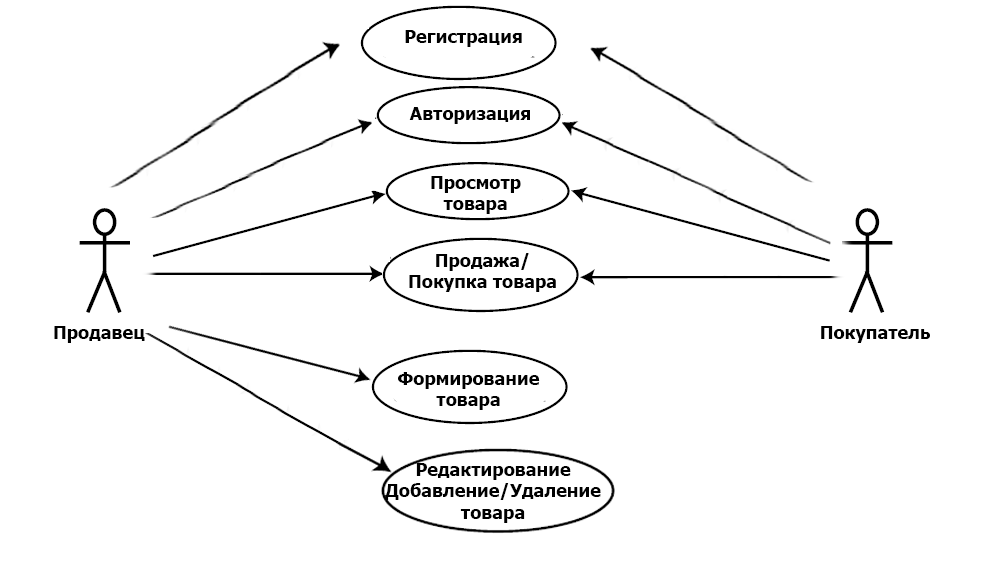 Регистрация
Авторизация
Просмотр
товара
Продажа/
Покупка товара
Продавец
Покупатель
Формирование
товара
Редактирование
Добавление/Удаление
товара